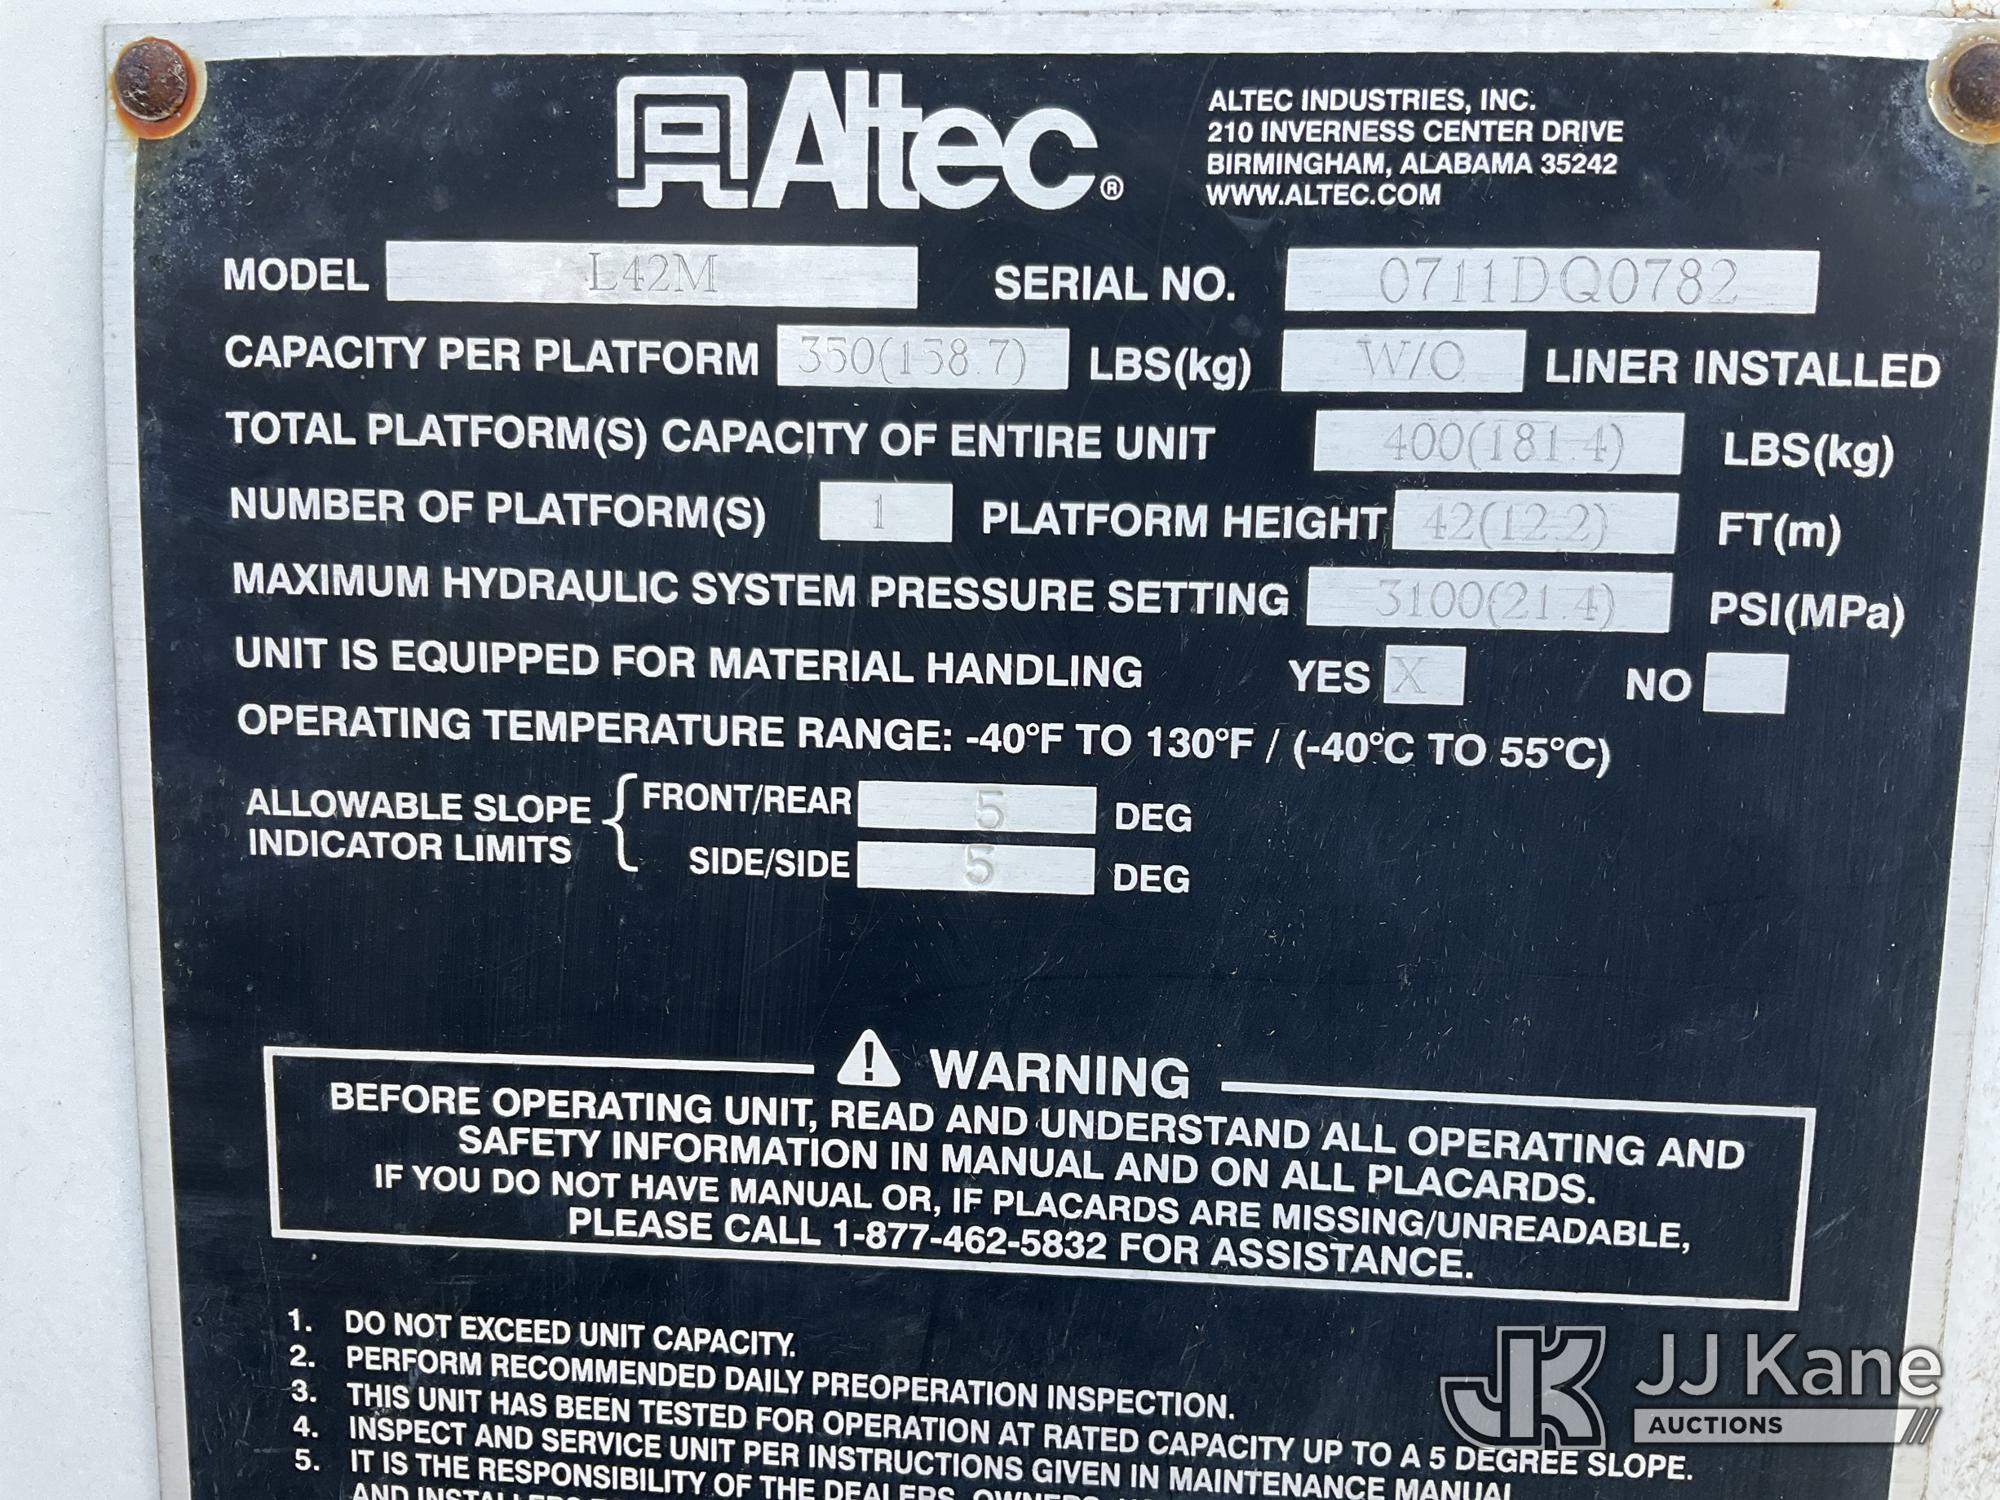 Altec®
ALTEC INDUSTRIES, INC.
210 INVERNESS CENTER DRIVE
BIRMINGHAM, ALABAMA 35242
WWW.ALTEC.COM
MODEL L42M SERIAL NO. 0711DQ0782
CAPACITY PER PLATFORM 350(158.7) LBS(kg) W/O LINER INSTALLED
TOTAL PLATFORM(S) CAPACITY OF ENTIRE UNIT 400(181.4) LBS(kg)
NUMBER OF PLATFORM(S) 1 PLATFORM HEIGHT 42(12.2) FT(m)
MAXIMUM HYDRAULIC SYSTEM PRESSURE SETTING 3100(21.4) PSI(MPa)
UNIT IS EQUIPPED FOR MATERIAL HANDLING YES X NO
OPERATING TEMPERATURE RANGE: -40°F TO 130°F / (-40°C TO 55°C)
ALLOWABLE SLOPE INDICATOR LIMITS
FRONT/REAR 5 DEG
SIDE/SIDE 5 DEG
WARNING
BEFORE OPERATING UNIT, READ AND UNDERSTAND ALL OPERATING AND
SAFETY INFORMATION IN MANUAL AND ON ALL PLACARDS.
IF YOU DO NOT HAVE MANUAL OR, IF PLACARDS ARE MISSING/UNREADABLE,
PLEASE CALL 1-877-462-5832 FOR ASSISTANCE.
1. DO NOT EXCEED UNIT CAPACITY.
2. PERFORM RECOMMENDED DAILY PREOPERATION INSPECTION.
3. THIS UNIT HAS BEEN TESTED FOR OPERATION AT RATED CAPACITY UP TO A 5 DEGREE SLOPE.
4. INSPECT AND SERVICE UNIT PER INSTRUCTIONS GIVEN IN MAINTENANCE MANUAL
5. IT IS THE RESPONSIBILITY OF THE DEALERS,
JK JJ Kane
AUCTIONS